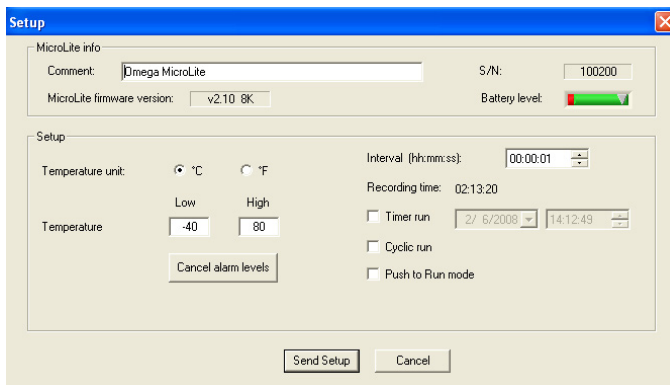 Setup
MicroLite info
Comment: Omega MicroLite S/N: 100200
MicroLite firmware version: v2.10 8K Battery level:
Setup
Interval (hh:mm:ss): 00:00:01
Temperature unit: °C °F
Recording time: 02:13:20
Low High
Timer run 2/ 6/2008 14:12:49
Temperature -40 80
Cyclic run
Cancel alarm levels
Push to Run mode
Send Setup Cancel